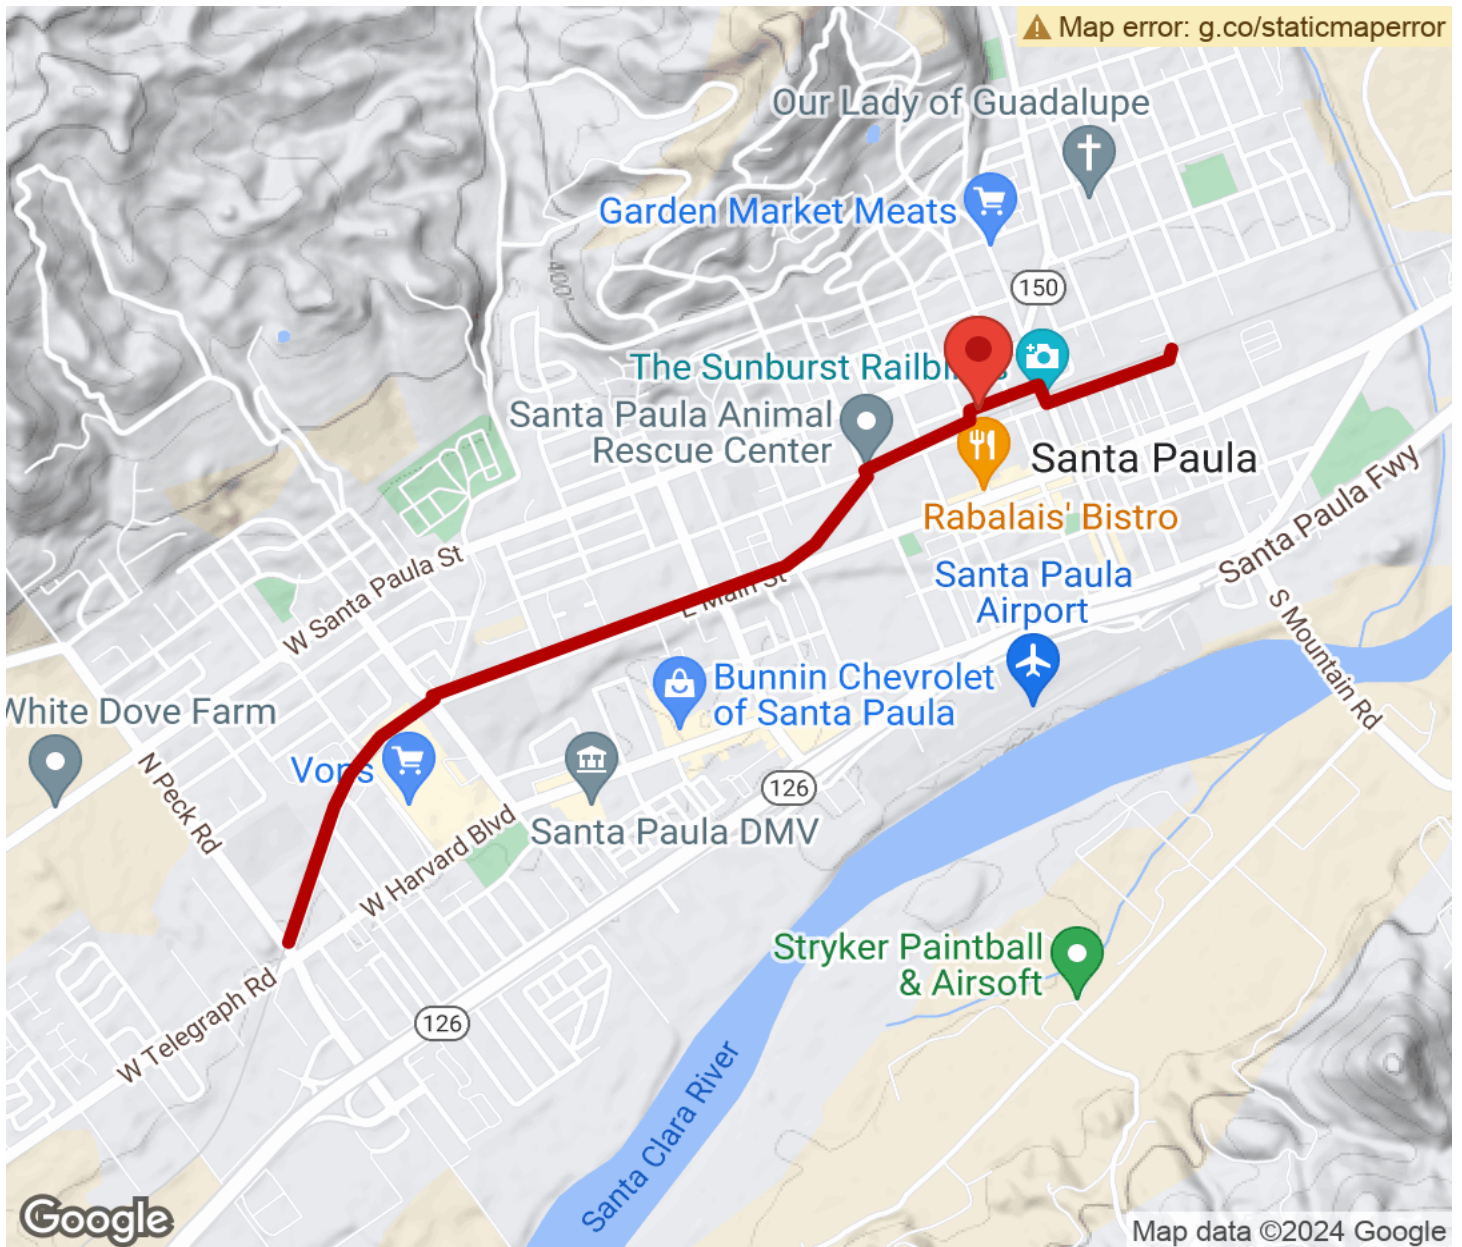 Map error: g.co/staticmaperror
Our Lady of Guadalupe
Garden Market Meats
400'
150
The Sunburst Railbikes
Santa Paula Animal
Rescue Center
Santa Paula
Rabalais' Bistro
Santa Paula Fwy
W Santa Paula St
E Main St
Santa Paula
Airport
S Mountain Rd
Bunnin Chevrolet
of Santa Paula
White Dove Farm
N Peck Rd
Vons
126
W Harvard Blvd
Santa Paula DMV
Stryker Paintball
& Airsoft
W Telegraph Rd
126
Santa Clara River
Google
Map data ©2024 Google